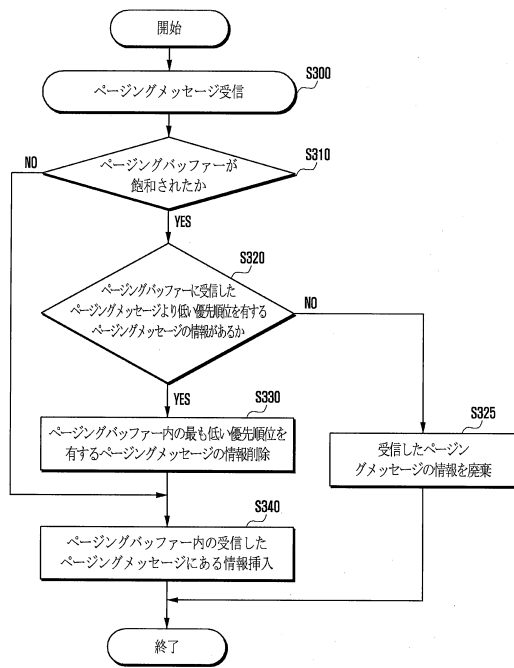 開始
ページングメッセージ受信
S300
ページングバッファーが
飽和されたか
S310
NO
YES
S320
ページングバッファーに受信した
ページングメッセージより低い優先順位を有する
ページングメッセージの情報があるか
NO
YES
S330
ページングバッファー内の最も低い優先順位を
有するページングメッセージの情報削除
S325
受信したページン
グメッセージの情報を廃棄
S340
ページングバッファー内の受信した
ページングメッセージにある情報挿入
終了